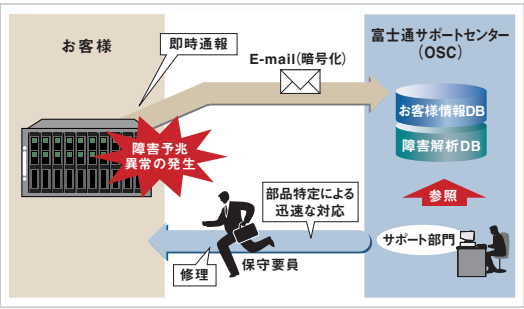 お客様
即時通報
E-mail(暗号化)
富士通サポートセンター
(OSC)
お客様情報DB
障害解析DB
障害予兆
異常の発生
参照
部品特定による
迅速な対応
サポート部門
修理
保守要員